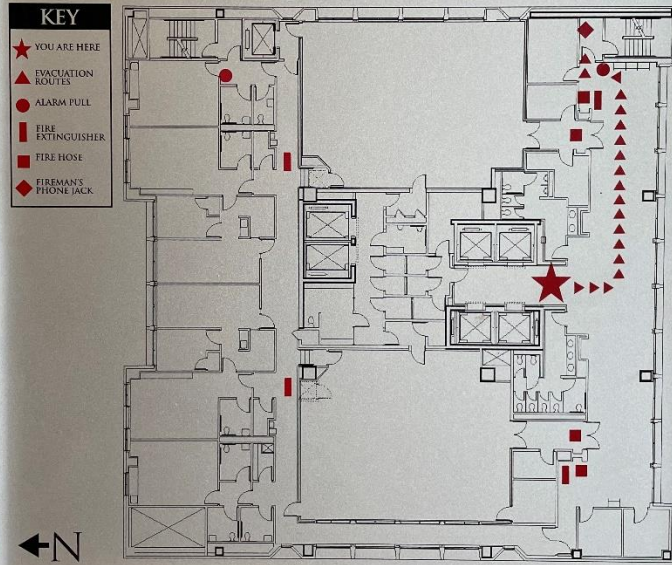 KEY
YOU ARE HERE
EVACUATION
ROUTES
ALARM PULL
FIRE
EXTINGUISHER
FIRE HOSE
FIREMAN'S
PHONE JACK
N